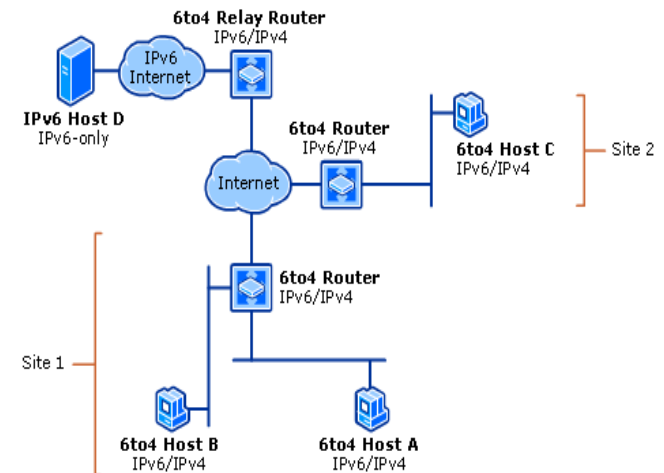 6to4 Relay Router
IPv6/IPv4
IPv6
Internet
IPv6 Host D
IPv6-only
6to4 Router
IPv6/IPv4
6to4 Host C
IPv6/IPv4
Site 2
Internet
6to4 Router
IPv6/IPv4
Site 1
6to4 Host B
IPv6/IPv4
6to4 Host A
IPv6/IPv4